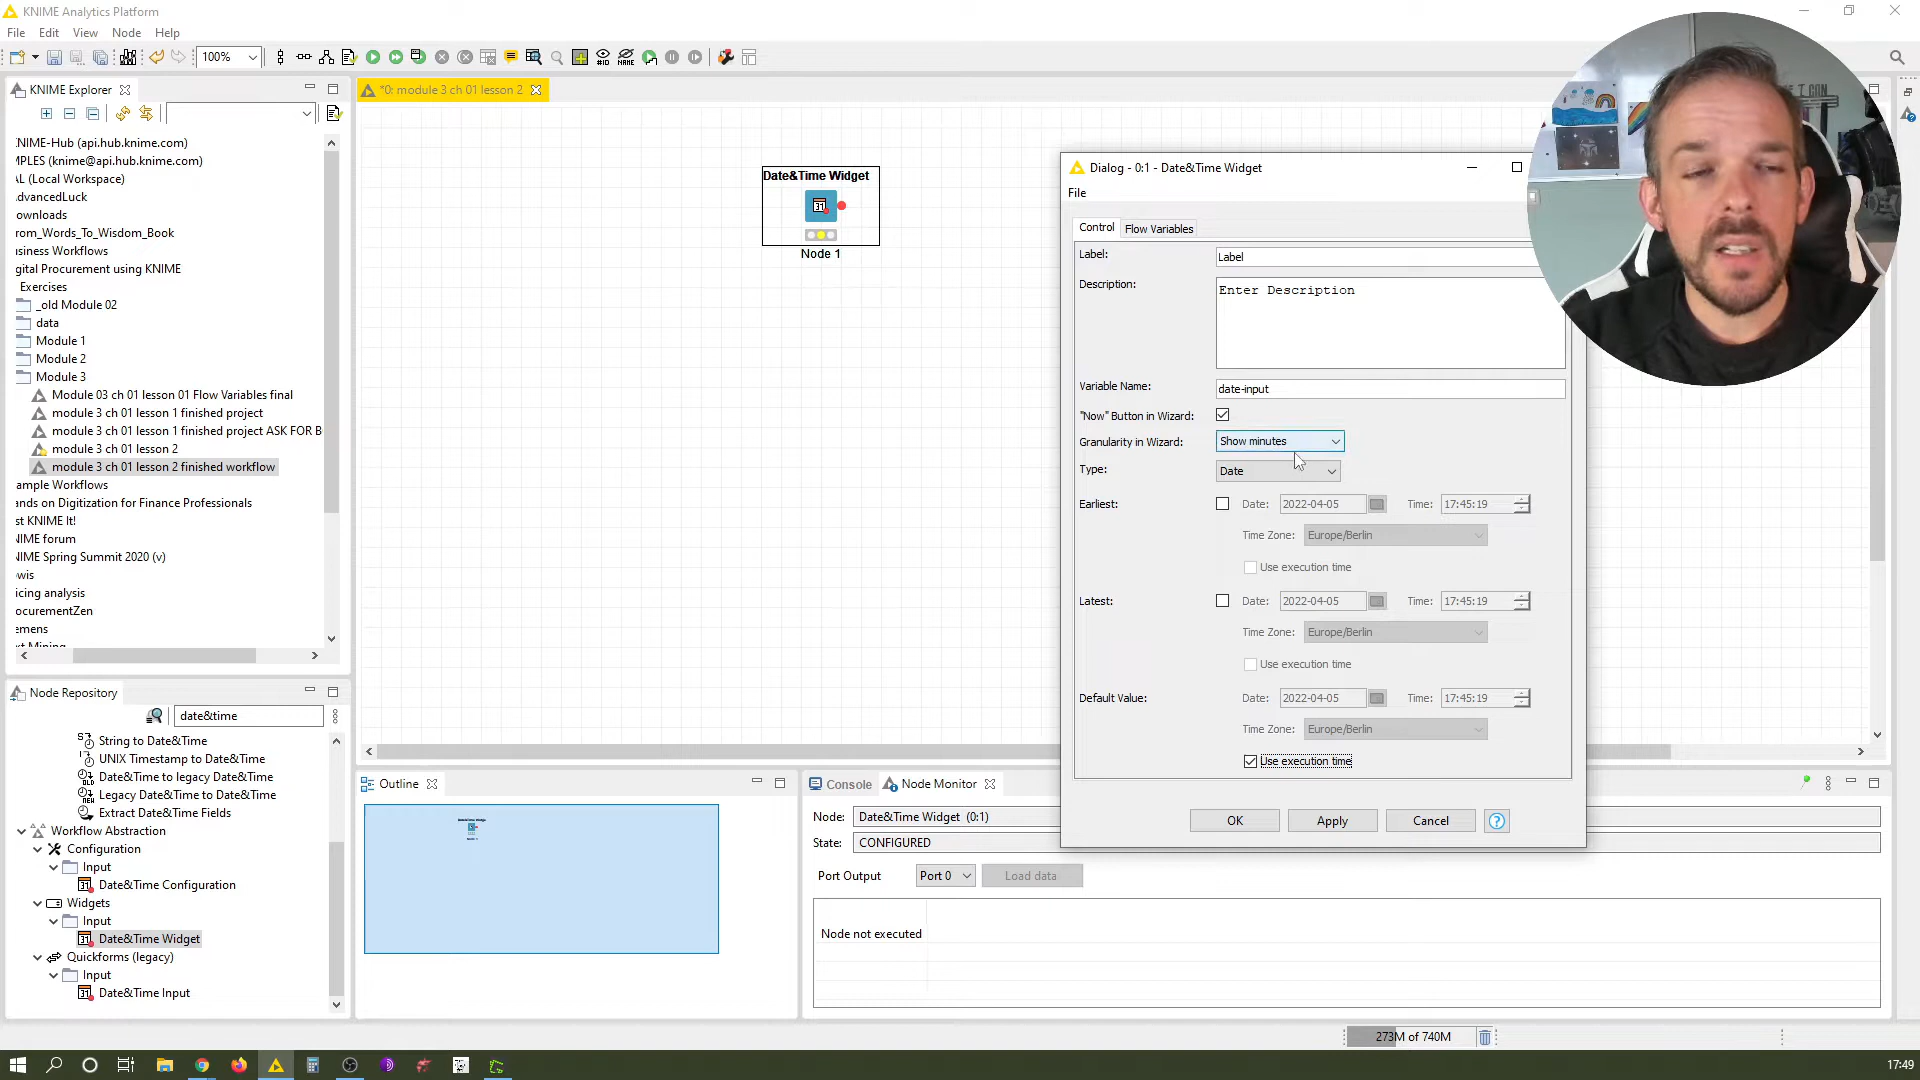 KNIME Analytics Platform
File Edit View Node Help
100%
KNIME Explorer
*0: module 3 ch 01 lesson 2
(NIME-Hub (api.hub.knime.com)
MPLES (knime@api.hub.knime.com)
AL (Local Workspace)
dvancedLuck
ownloads
rom_Words_To_Wisdom_Book
usiness Workflows
igital Procurement using KNIME
Exercises
_old Module 02
data
Module 1
Module 2
Module 3
Module 03 ch 01 lesson 01 Flow Variables final
module 3 ch 01 lesson 1 finished project
module 3 ch 01 lesson 1 finished project ASK FOR B
module 3 ch 01 lesson 2
module 3 ch 01 lesson 2 finished workflow
ample Workflows
ands on Digitization for Finance Professionals
st KNIME It!
NIME forum
NIME Spring Summit 2020 (v)
owis
icing analysis
ocurementZen
emens
Date&Time Widget
Node 1
Dialog - 0:1 - Date&Time Widget
File
Control Flow Variables
Label: Label
Description: Enter Description
Variable Name: date-input
"Now" Button in Wizard:
Granularity in Wizard: Show minutes
Type: Date
Earliest: Date: 2022-04-05 Time: 17:45:19
Time Zone: Europe/Berlin
Use execution time
Latest: Date: 2022-04-05 Time: 17:45:19
Time Zone: Europe/Berlin
Use execution time
Default Value: Date: 2022-04-05 Time: 17:45:19
Time Zone: Europe/Berlin
Use execution time
OK Apply Cancel
Node Repository
date&time
String to Date&Time
UNIX Timestamp to Date&Time
Date&Time to legacy Date&Time
Legacy Date&Time to Date&Time
Extract Date&Time Fields
Workflow Abstraction
Configuration
Input
Date&Time Configuration
Widgets
Input
Date&Time Widget
Quickforms (legacy)
Input
Date&Time Input
Outline
Console Node Monitor
Node: Date&Time Widget (0:1)
State: CONFIGURED
Port Output Port 0 Load data
Node not executed
273M of 740M
17:49